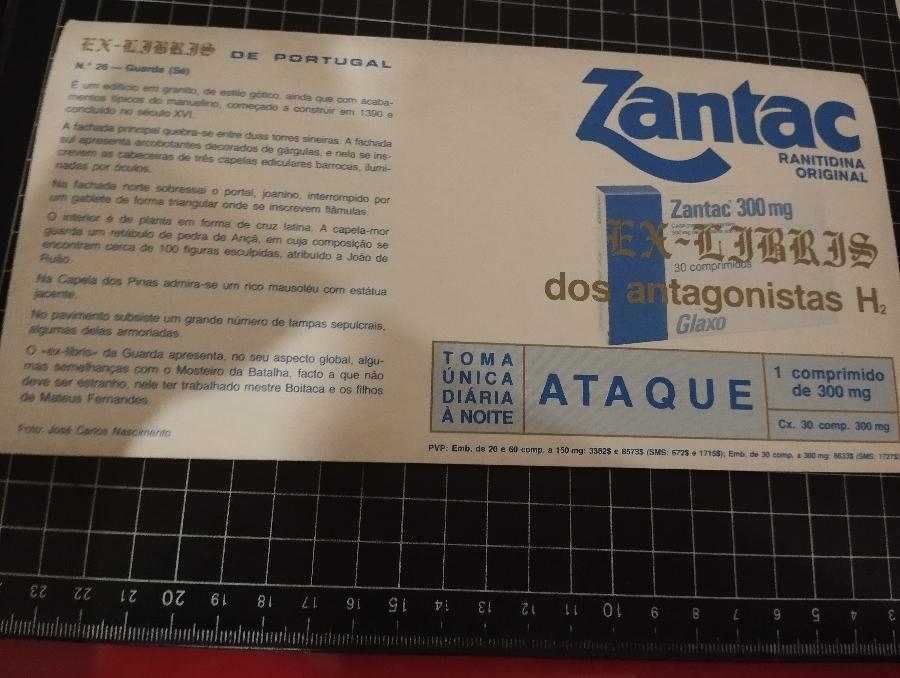 EX-LIBRIS DE PORTUGAL
N.º 26 — Guarda (Sé)
É um edifício em granito, de estilo gótico, ainda que com acaba-
mentos típicos do manuelino, começado a construir em 1390 e
concluído no século XVI.
A fachada principal quebra-se entre duas torres sineiras. A fachada
sul apresenta arcobotantes decorados de gárgulas, e nela se ins-
crevem as cabeceiras de três capelas ediculares barrocas, ilumi-
nadas por óculos.
Na fachada norte sobressai o portal, joanino, interrompido por
um gablete de forma triangular onde se inscrevem flâmulas.
O interior é de planta em forma de cruz latina. A capela-mor
guarda um retábulo de pedra de Ançã, em cuja composição se
encontram cerca de 100 figuras esculpidas, atribuído a João de
Ruão.
Na Capela dos Pinas admira-se um rico mausoléu com estátua
jacente.
No pavimento subsiste um grande número de tampas sepulcrais,
algumas delas armoriadas.
O «ex-libris» da Guarda apresenta, no seu aspecto global, algu-
mas semelhanças com o Mosteiro da Batalha, facto a que não
deve ser estranho, nele ter trabalhado mestre Boitaca e os filhos
de Mateus Fernandes.
Foto: José Carlos Nascimento
Zantac
RANITIDINA
ORIGINAL
Zantac 300 mg
EX-LIBRIS
30 comprimidos
dos antagonistas H2
Glaxo
TOMA
ÚNICA
DIÁRIA
À NOITE
ATAQUE
1 comprimido
de 300 mg
Cx. 30 comp. 300 mg
PVP: Emb. de 20 e 60 comp. a 150 mg: 3382$ e 8573$ (SMS: 672$ e 1715$); Emb. de 30 comp. a 300 mg: 8633$ (SMS: 1727$)
23 22 21 20 19 18 17 16 15 14 13 12 11 10 9 8 7 6 5 4 3